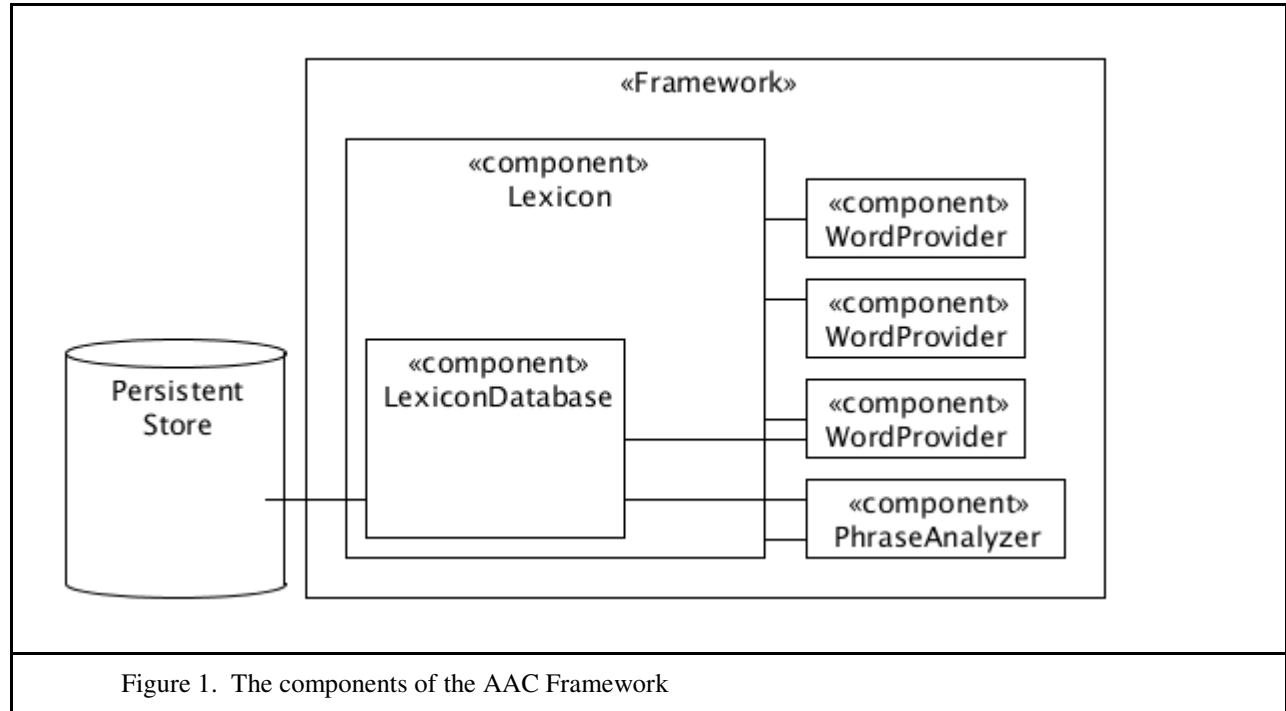 «Framework»
«component»
Lexicon
«component»
WordProvider
«component»
WordProvider
«component»
LexiconDatabase
Persistent
Store
«component»
WordProvider
«component»
PhraseAnalyzer
Figure 1. The components of the AAC Framework